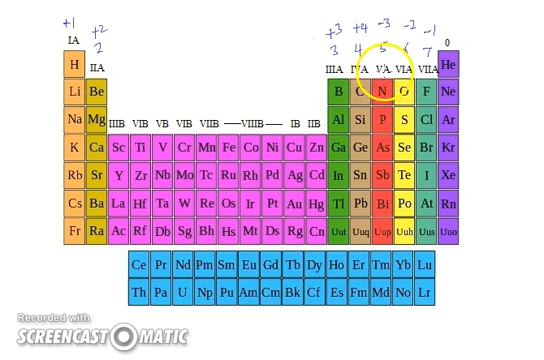 +1 +2 +3 +4 -3 -2 -1
2 3 4 5 6 7 0
IA IIA IIIA IVA VA VIA VIIA
H He
Li Be B C N O F Ne
Na Mg IIIB VIB VB VIB VIIB VIIIB IB IIB Al Si P S Cl Ar
K Ca Sc Ti V Cr Mn Fe Co Ni Cu Zn Ga Ge As Se Br Kr
Rb Sr Y Zr Nb Mo Tc Ru Rh Pd Ag Cd In Sn Sb Te I Xe
Cs Ba La Hf Ta W Re Os Ir Pt Au Hg Tl Pb Bi Po At Rn
Fr Ra Ac Rf Db Sg Bh Hs Mt Ds Rg Cn Uut Uuq Uup Uuh Uus Uuo
Ce Pr Nd Pm Sm Eu Gd Tb Dy Ho Er Tm Yb Lu
Th Pa U Np Pu Am Cm Bk Cf Es Fm Md No Lr
Recorded with
SCREENCAST O MATIC